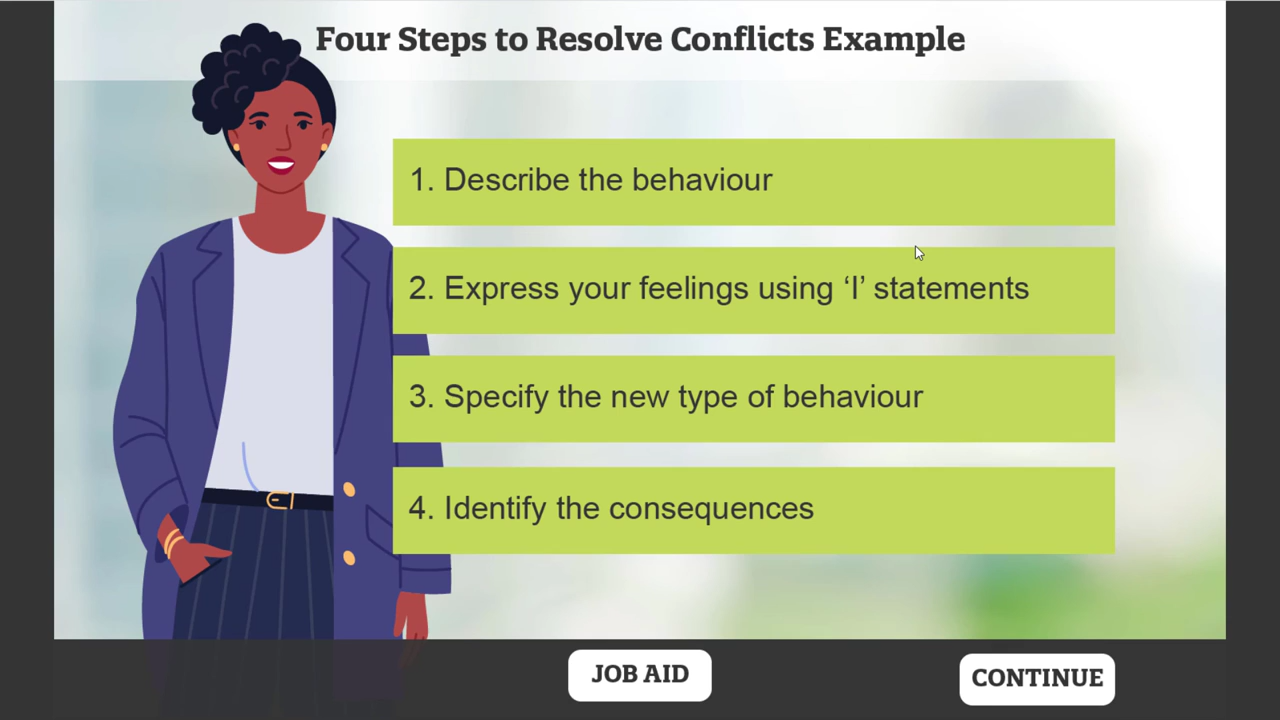 Four Steps to Resolve Conflicts Example
1. Describe the behaviour
2. Express your feelings using ‘I’ statements
3. Specify the new type of behaviour
4. Identify the consequences
JOB AID
CONTINUE